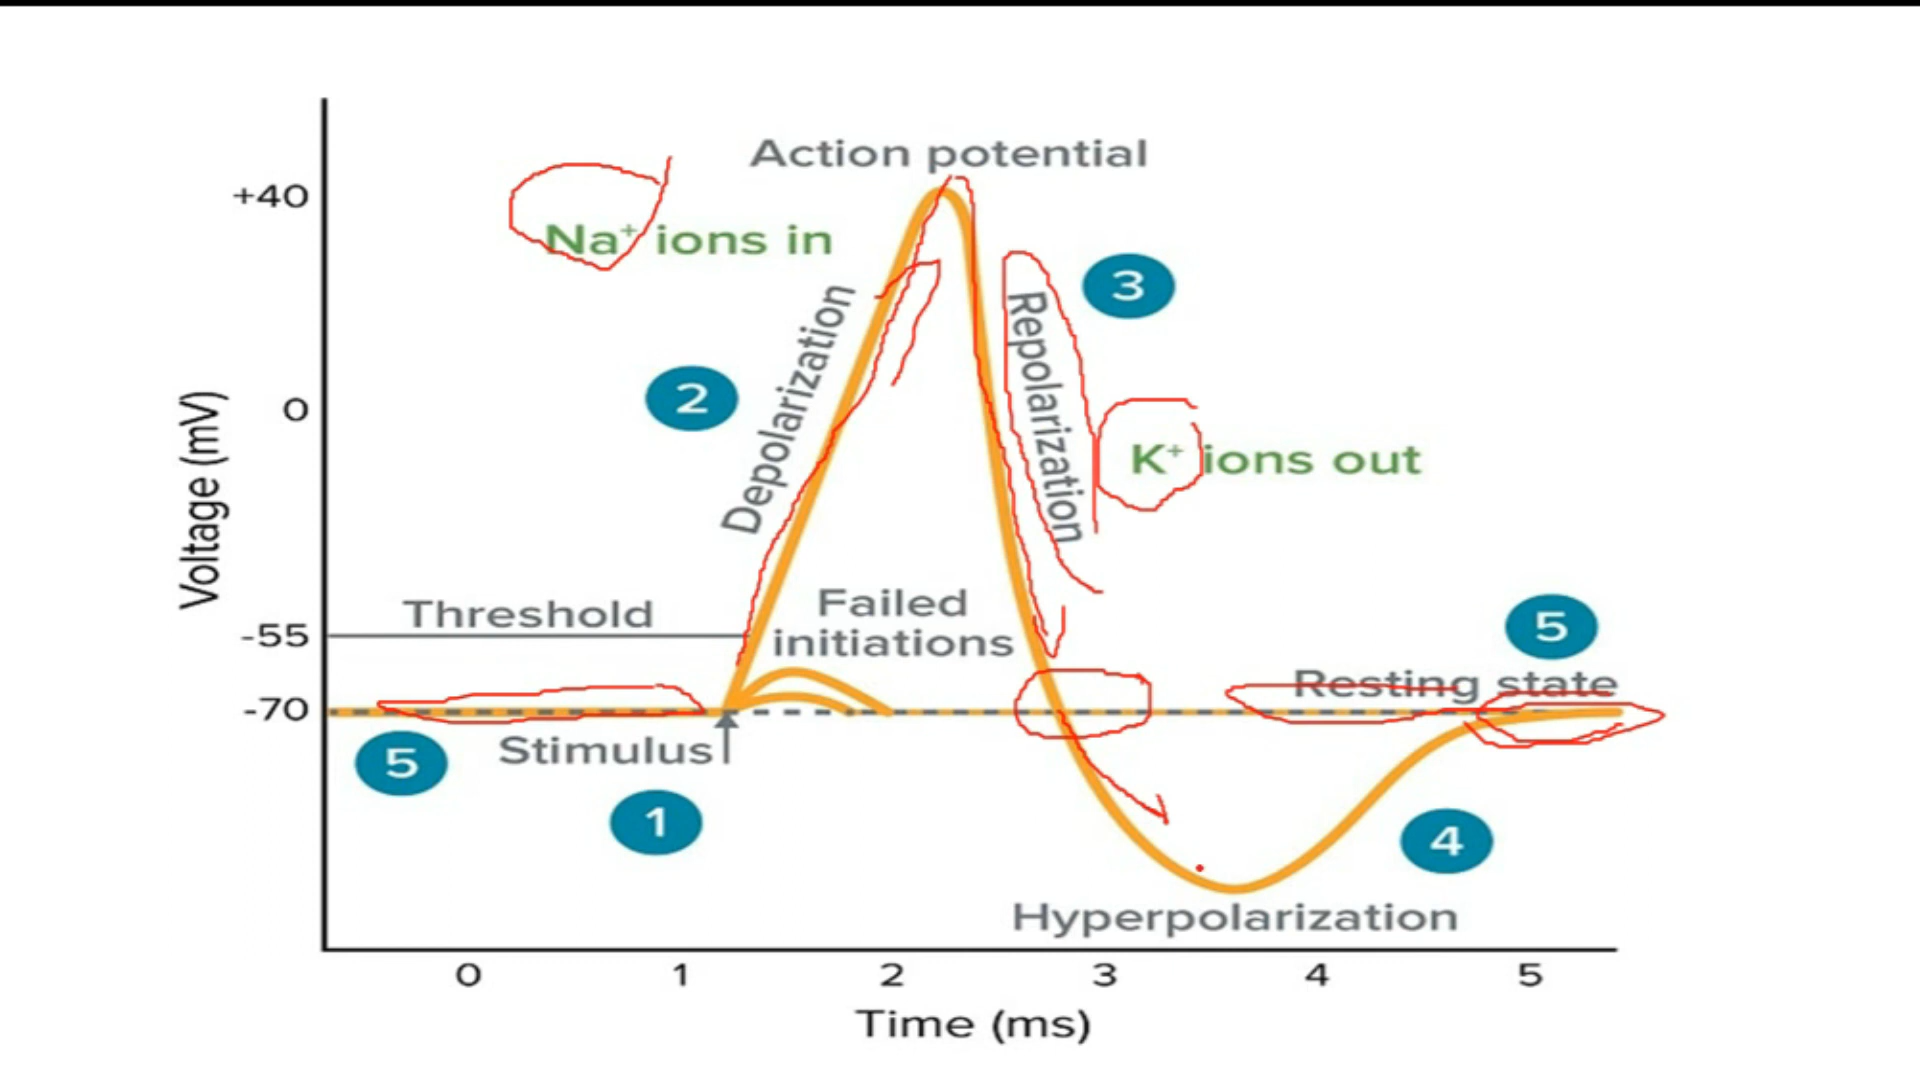 Action potential
+40
Na+ ions in
3
Depolarization
Repolarization
2
0
K+ ions out
Voltage (mV)
Threshold
Failed
initiations
-55
5
Resting state
-70
Stimulus
5
1
4
Hyperpolarization
0 1 2 3 4 5
Time (ms)